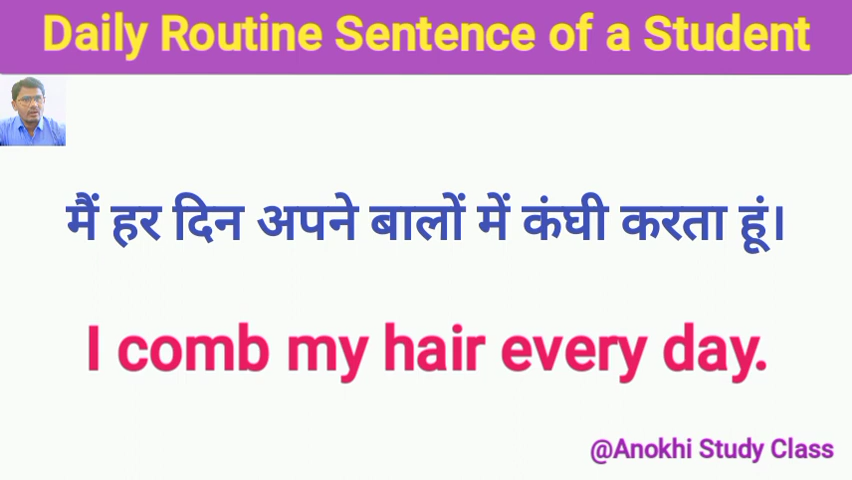 Daily Routine Sentence of a Student
मैं हर दिन अपने बालों में कंघी करता हूं।
I comb my hair every day.
@Anokhi Study Class